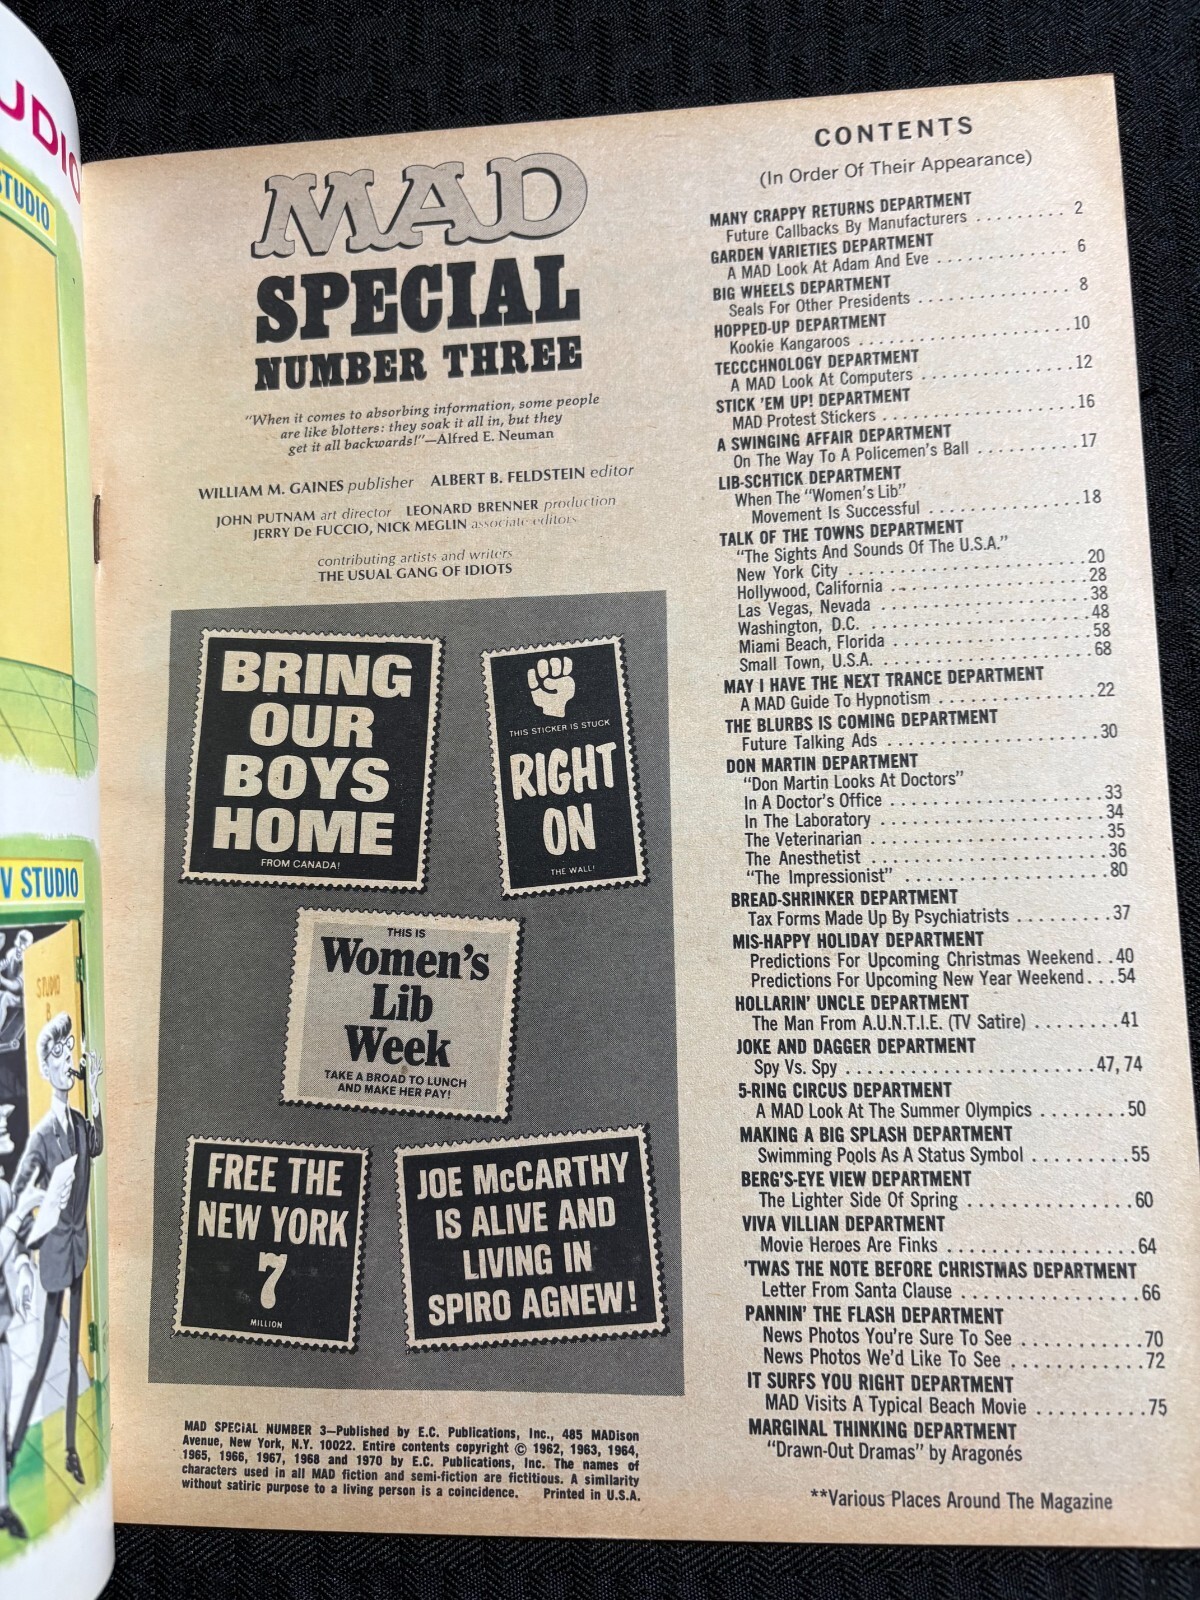 UDIO
STUDIO
V STUDIO
STUDIO
B
MAD
SPECIAL
NUMBER THREE
"When it comes to absorbing information, some people
are like blotters: they soak it all in, but they
get it all backwards!"—Alfred E. Neuman
WILLIAM M. GAINES publisher ALBERT B. FELDSTEIN editor
JOHN PUTNAM art director LEONARD BRENNER production
JERRY De FUCCIO, NICK MEGLIN associate editors
contributing artists and writers
THE USUAL GANG OF IDIOTS
BRING
OUR
BOYS
HOME
FROM CANADA!
THIS STICKER IS STUCK
RIGHT
ON
THE WALL!
THIS IS
Women's
Lib
Week
TAKE A BROAD TO LUNCH
AND MAKE HER PAY!
FREE THE
NEW YORK
7
MILLION
JOE McCARTHY
IS ALIVE AND
LIVING IN
SPIRO AGNEW!
MAD SPECIAL NUMBER 3—Published by E.C. Publications, Inc., 485 MADison
Avenue, New York, N.Y. 10022. Entire contents copyright © 1962, 1963, 1964,
1965, 1966, 1967, 1968 and 1970 by E.C. Publications, Inc. The names of
characters used in all MAD fiction and semi-fiction are fictitious. A similarity
without satiric purpose to a living person is a coincidence. Printed in U.S.A.
CONTENTS
(In Order Of Their Appearance)
MANY CRAPPY RETURNS DEPARTMENT
Future Callbacks By Manufacturers ......... 2
GARDEN VARIETIES DEPARTMENT
A MAD Look At Adam And Eve ............. 6
BIG WHEELS DEPARTMENT
Seals For Other Presidents ............... 8
HOPPED-UP DEPARTMENT
Kookie Kangaroos .....................10
TECCCHNOLOGY DEPARTMENT
A MAD Look At Computers ...............12
STICK 'EM UP! DEPARTMENT
MAD Protest Stickers ...................16
A SWINGING AFFAIR DEPARTMENT
On The Way To A Policemen's Ball ..........17
LIB-SCHTICK DEPARTMENT
When The "Women's Lib"
Movement Is Successful ...............18
TALK OF THE TOWNS DEPARTMENT
"The Sights And Sounds Of The U.S.A."
New York City .......................20
Hollywood, California ...................28
Las Vegas, Nevada ....................38
Washington, D.C. .....................48
Miami Beach, Florida ...................58
Small Town, U.S.A. ....................68
MAY I HAVE THE NEXT TRANCE DEPARTMENT
A MAD Guide To Hypnotism ..............22
THE BLURBS IS COMING DEPARTMENT
Future Talking Ads ....................30
DON MARTIN DEPARTMENT
"Don Martin Looks At Doctors"
In A Doctor's Office ....................33
In The Laboratory .....................34
The Veterinarian ......................35
The Anesthetist ......................36
"The Impressionist" ....................80
BREAD-SHRINKER DEPARTMENT
Tax Forms Made Up By Psychiatrists .........37
MIS-HAPPY HOLIDAY DEPARTMENT
Predictions For Upcoming Christmas Weekend..40
Predictions For Upcoming New Year Weekend...54
HOLLARIN' UNCLE DEPARTMENT
The Man From A.U.N.T.I.E. (TV Satire) ........41
JOKE AND DAGGER DEPARTMENT
Spy Vs. Spy .......................47, 74
5-RING CIRCUS DEPARTMENT
A MAD Look At The Summer Olympics ........50
MAKING A BIG SPLASH DEPARTMENT
Swimming Pools As A Status Symbol .........55
BERG'S-EYE VIEW DEPARTMENT
The Lighter Side Of Spring ...............60
VIVA VILLIAN DEPARTMENT
Movie Heroes Are Finks .................64
'TWAS THE NOTE BEFORE CHRISTMAS DEPARTMENT
Letter From Santa Clause ................66
PANNIN' THE FLASH DEPARTMENT
News Photos You're Sure To See ...........70
News Photos We'd Like To See ............72
IT SURFS YOU RIGHT DEPARTMENT
MAD Visits A Typical Beach Movie ..........75
MARGINAL THINKING DEPARTMENT
"Drawn-Out Dramas" by Aragonés
**Various Places Around The Magazine